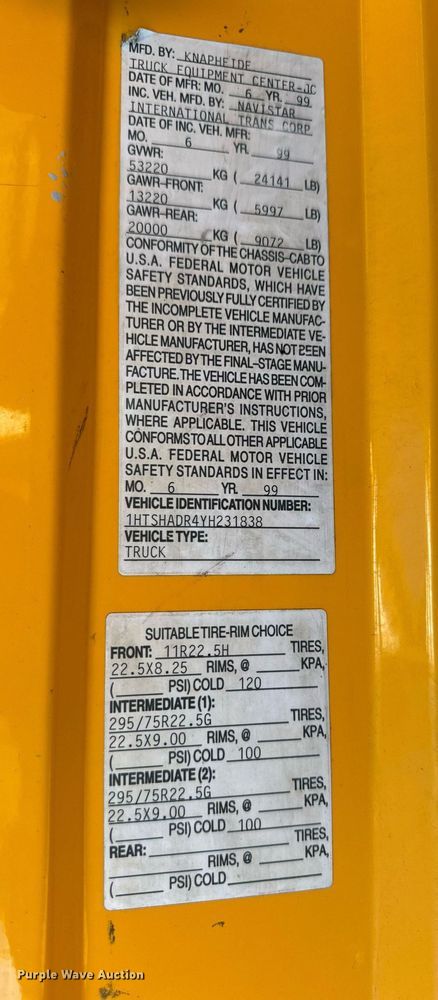 MFD. BY: KNAPHEIDE
TRUCK EQUIPMENT CENTER-JC
DATE OF MFR: MO. 6 YR. 99
INC. VEH. MFD. BY: NAVISTAR
INTERNATIONAL TRANS CORP
DATE OF INC. VEH. MFR:
MO. 6 YR. 99
GVWR:
53220 KG ( 24141 LB)
GAWR-FRONT:
13220 KG ( 5997 LB)
GAWR-REAR:
20000 KG ( 9072 LB)
CONFORMITY OF THE CHASSIS-CAB TO
U.S.A. FEDERAL MOTOR VEHICLE
SAFETY STANDARDS, WHICH HAVE
BEEN PREVIOUSLY FULLY CERTIFIED BY
THE INCOMPLETE VEHICLE MANUFAC-
TURER OR BY THE INTERMEDIATE VE-
HICLE MANUFACTURER, HAS NOT BEEN
AFFECTED BY THE FINAL-STAGE MANU-
FACTURE. THE VEHICLE HAS BEEN COM-
PLETED IN ACCORDANCE WITH PRIOR
MANUFACTURER'S INSTRUCTIONS,
WHERE APPLICABLE. THIS VEHICLE
CONFORMS TO ALL OTHER APPLICABLE
U.S.A. FEDERAL MOTOR VEHICLE
SAFETY STANDARDS IN EFFECT IN:
MO. 6 YR. 99
VEHICLE IDENTIFICATION NUMBER:
1HTSHADR4YH231838
VEHICLE TYPE:
TRUCK
SUITABLE TIRE-RIM CHOICE
FRONT: 11R22.5H TIRES,
22.5X8.25 RIMS, @ KPA,
( PSI) COLD 120
INTERMEDIATE (1):
295/75R22.5G TIRES,
22.5X9.00 RIMS, @ KPA,
( PSI) COLD 100
INTERMEDIATE (2):
295/75R22.5G TIRES,
22.5X9.00 RIMS, @ KPA,
( PSI) COLD 100
REAR: TIRES,
RIMS, @ KPA,
( PSI) COLD
Purple Wave Auction